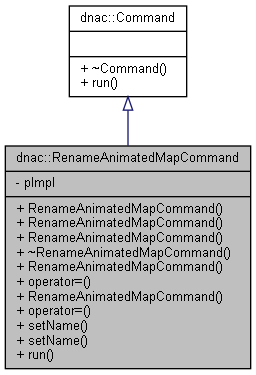 dnac::Command
+ ~Command()
+ run()
dnac::RenameAnimatedMapCommand
- pImpl
+ RenameAnimatedMapCommand()
+ RenameAnimatedMapCommand()
+ RenameAnimatedMapCommand()
+ ~RenameAnimatedMapCommand()
+ RenameAnimatedMapCommand()
+ operator=()
+ RenameAnimatedMapCommand()
+ operator=()
+ setName()
+ setName()
+ run()